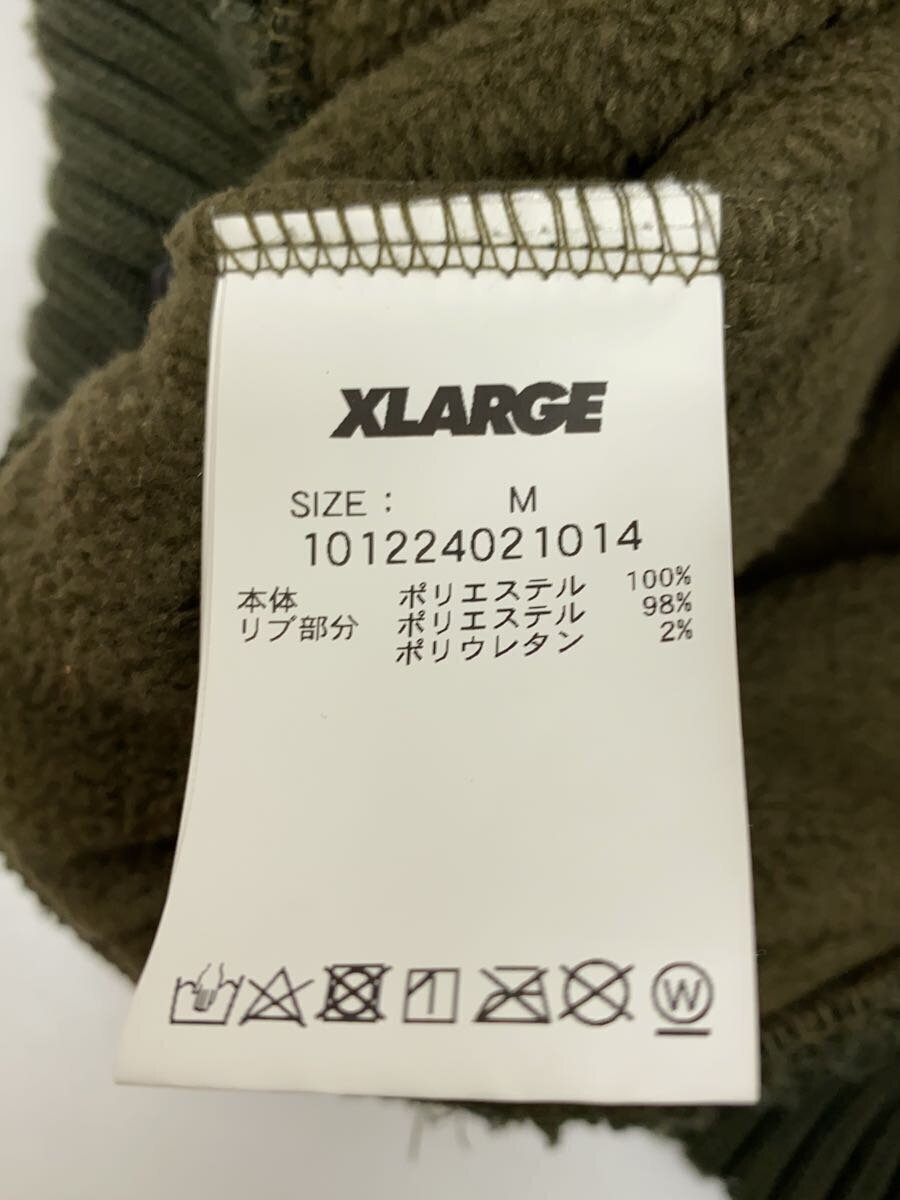 XLARGE
SIZE : M
101224021014
本体 ポリエステル 100%
リブ部分 ポリエステル 98%
ポリウレタン 2%
W